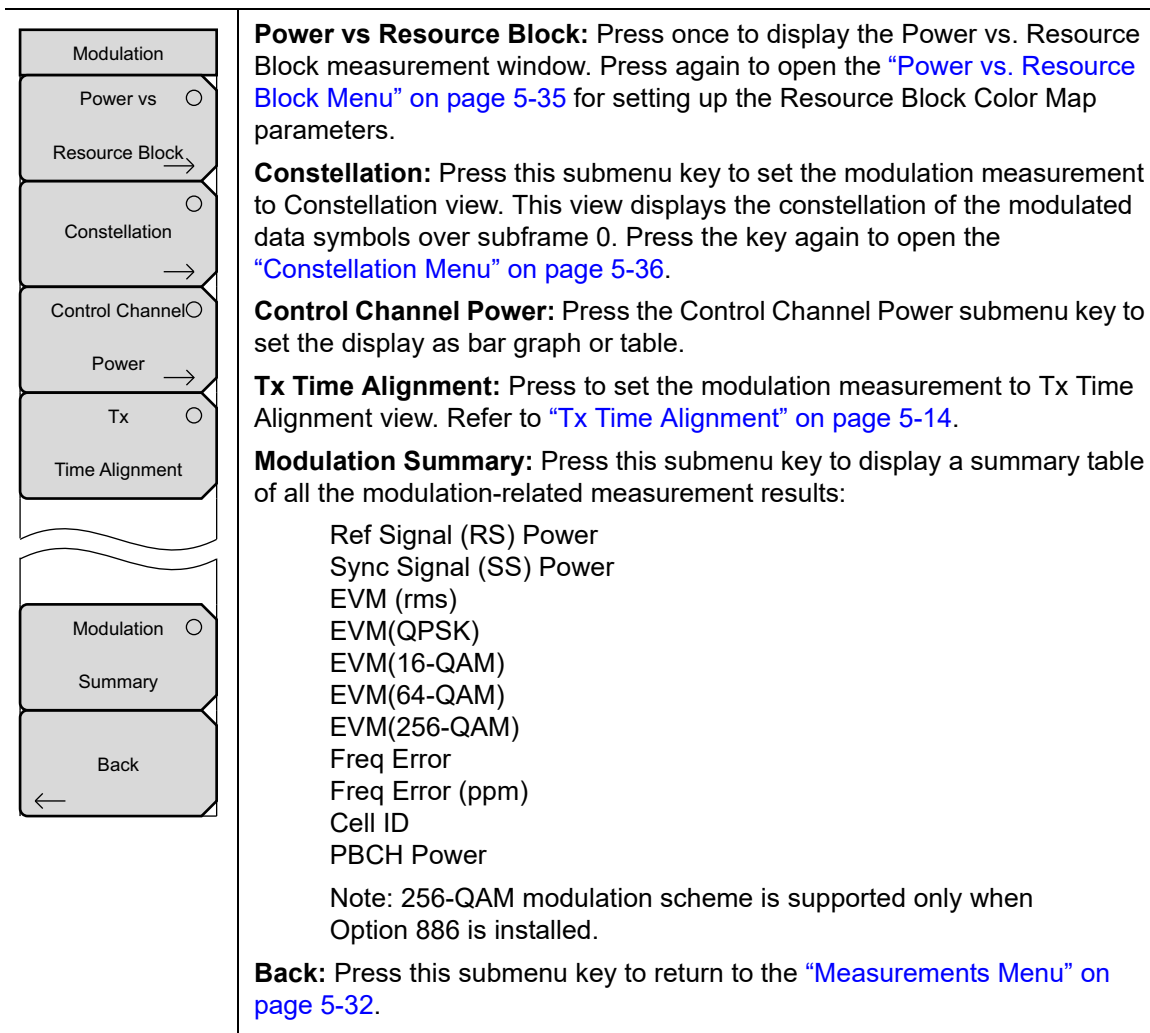 Modulation
Power vs
Resource Block
Constellation
Control Channel
Power
Tx
Time Alignment
Modulation
Summary
Back
Power vs Resource Block: Press once to display the Power vs. Resource
Block measurement window. Press again to open the “Power vs. Resource
Block Menu” on page 5-35 for setting up the Resource Block Color Map
parameters.
Constellation: Press this submenu key to set the modulation measurement
to Constellation view. This view displays the constellation of the modulated
data symbols over subframe 0. Press the key again to open the
“Constellation Menu” on page 5-36.
Control Channel Power: Press the Control Channel Power submenu key to
set the display as bar graph or table.
Tx Time Alignment: Press to set the modulation measurement to Tx Time
Alignment view. Refer to “Tx Time Alignment” on page 5-14.
Modulation Summary: Press this submenu key to display a summary table
of all the modulation-related measurement results:
Ref Signal (RS) Power
Sync Signal (SS) Power
EVM (rms)
EVM(QPSK)
EVM(16-QAM)
EVM(64-QAM)
EVM(256-QAM)
Freq Error
Freq Error (ppm)
Cell ID
PBCH Power
Note: 256-QAM modulation scheme is supported only when
Option 886 is installed.
Back: Press this submenu key to return to the “Measurements Menu” on
page 5-32.